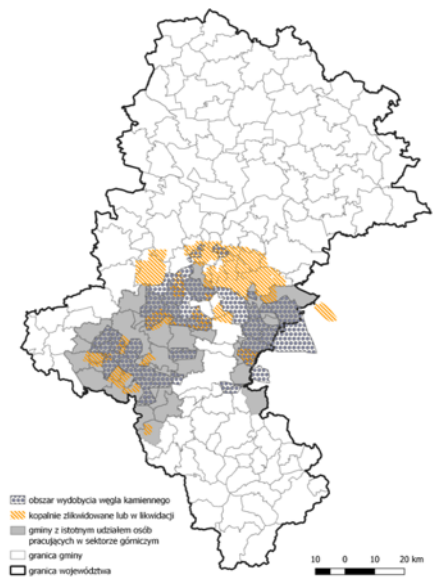 obszar wydobycia węgla kamiennego
kopalnie zlikwidowane lub w likwidacji
gminy z istotnym udziałem osób
pracujących w sektorze górniczym
granica gminy
granica województwa
10 0 10 20 km